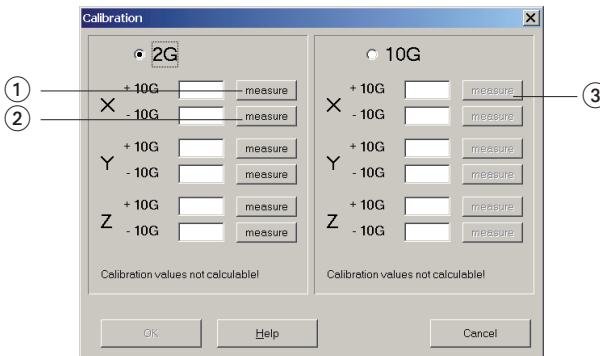 Calibration
2G
X
+ 10G measure
- 10G measure
Y
+ 10G measure
- 10G measure
Z
+ 10G measure
- 10G measure
Calibration values not calculable!
10G
X
+ 10G measure
- 10G measure
Y
+ 10G measure
- 10G measure
Z
+ 10G measure
- 10G measure
Calibration values not calculable!
OK Help Cancel
1
2
3